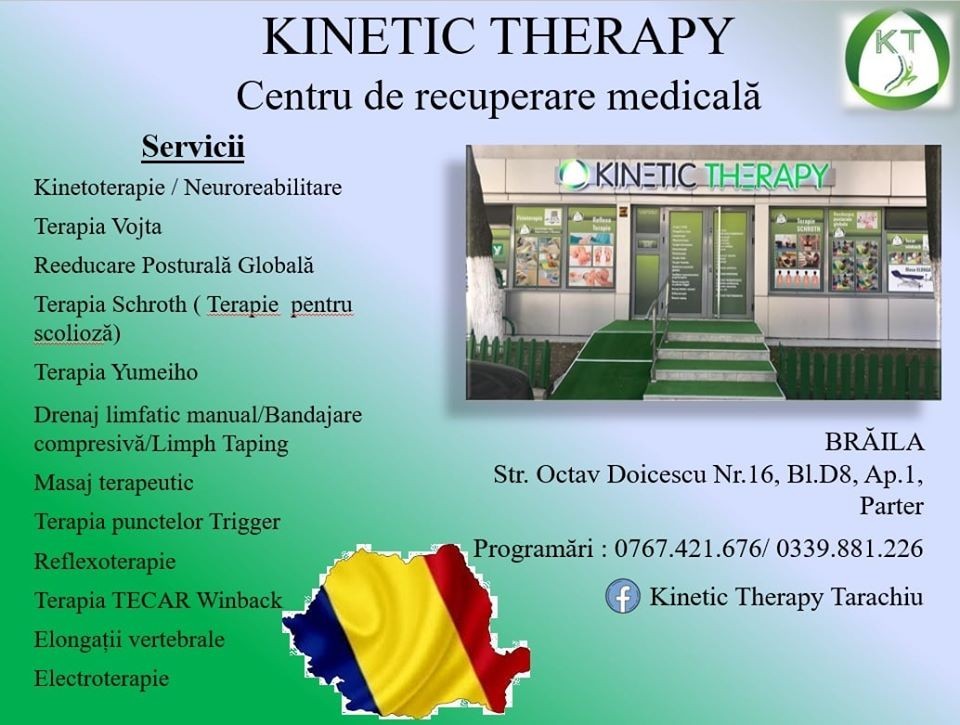 KINETIC THERAPY
Centru de recuperare medicală
KT
Servicii
Kinetoterapie / Neuroreabilitare
Terapia Vojta
Reeducare Posturală Globală
Terapia Schroth ( Terapie pentru
scolioză)
Terapia Yumeiho
Drenaj limfatic manual/Bandajare
compresivă/Limph Taping
Masaj terapeutic
Terapia punctelor Trigger
Reflexoterapie
Terapia TECAR Winback
Elongații vertebrale
Electroterapie
KINETIC THERAPY
Reflexo
Terapie
Terapia
SCHROTH
BRĂILA
Str. Octav Doicescu Nr.16, Bl.D8, Ap.1,
Parter
Programări : 0767.421.676/ 0339.881.226
f Kinetic Therapy Tarachiu